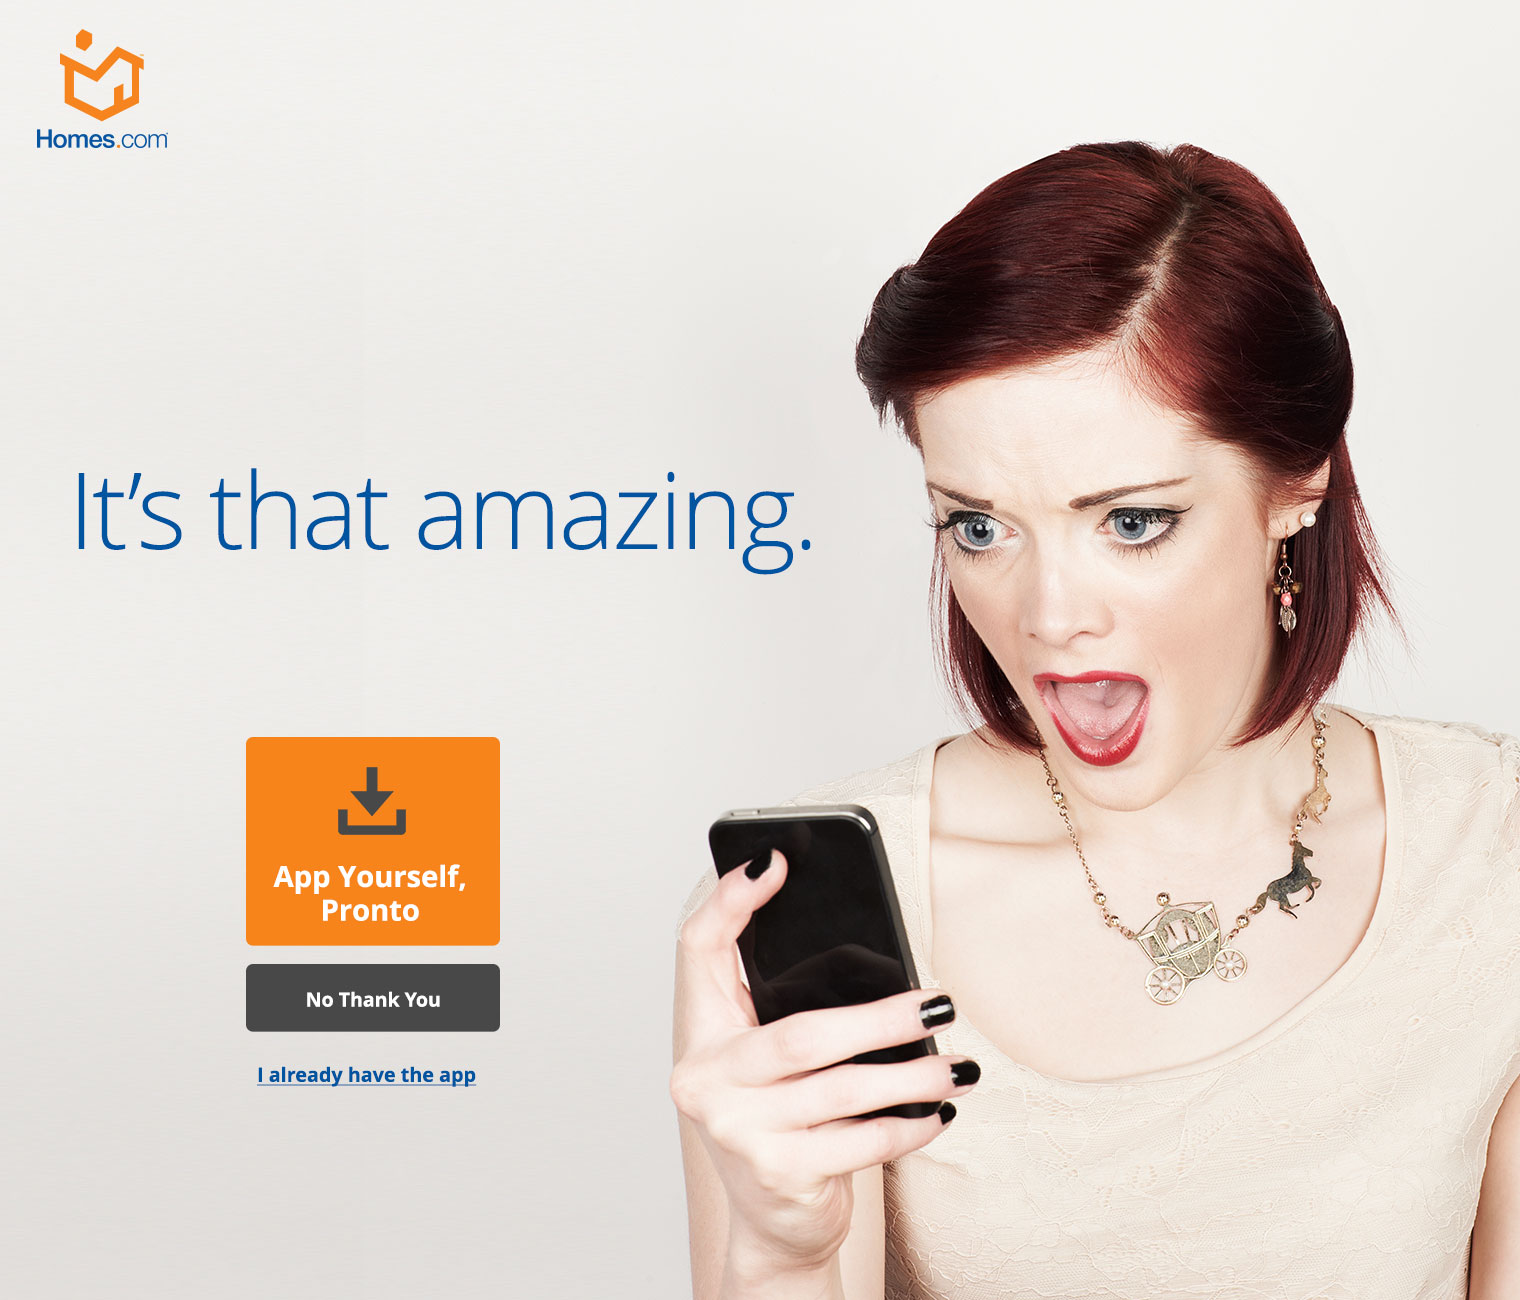 Homes.com
It’s that amazing.
App Yourself,
Pronto
No Thank You
I already have the app